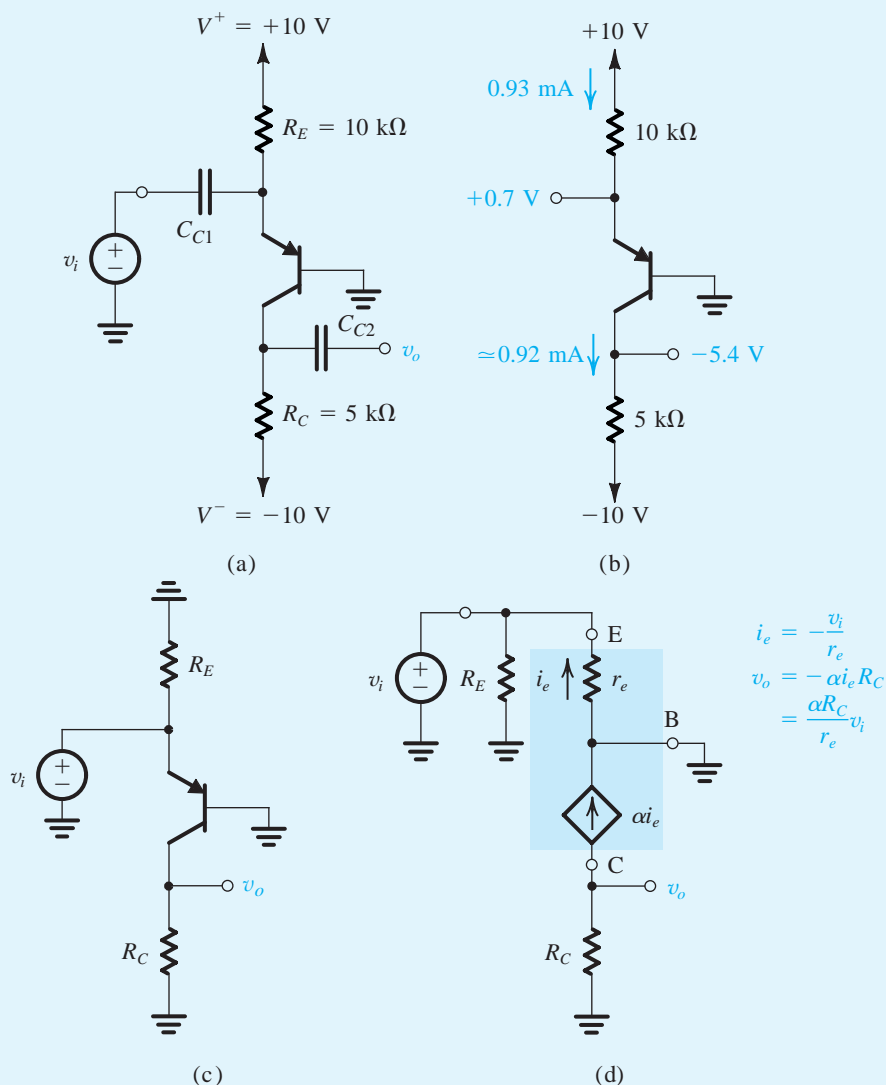 V⁺ = +10 V
R_E = 10 kΩ
C_C1
v_i
+
−
C_C2
v_o
R_C = 5 kΩ
V⁻ = −10 V
(a)
+10 V
0.93 mA
10 kΩ
+0.7 V
≃0.92 mA
−5.4 V
5 kΩ
−10 V
(b)
R_E
v_i
+
−
v_o
R_C
(c)
E
v_i
+
−
R_E
i_e
r_e
B
αi_e
C
v_o
R_C
(d)
i_e = −v_i/r_e
v_o = −αi_e R_C
= αR_C/r_e v_i